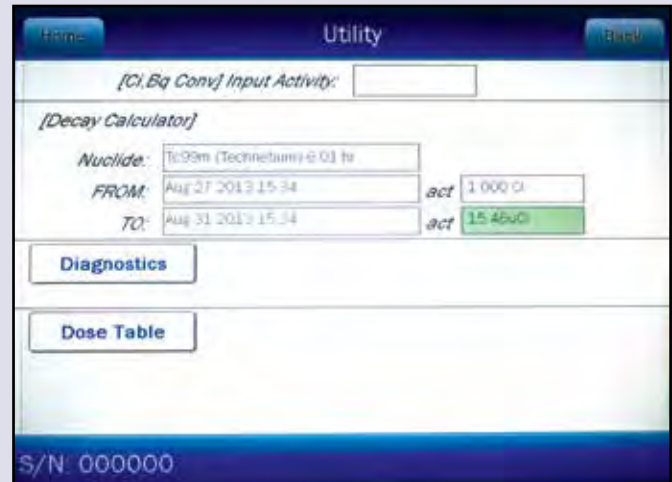 Home Utility Back
[Ci,Bq Conv] Input Activity:
[Decay Calculator]
Nuclide: Tc99m (Technetium) 6.01 hr
FROM: Aug 27 2013 15:34 act 1.000 Ci
TO: Aug 31 2013 15:34 act 15.46uCi
Diagnostics
Dose Table
S/N: 000000